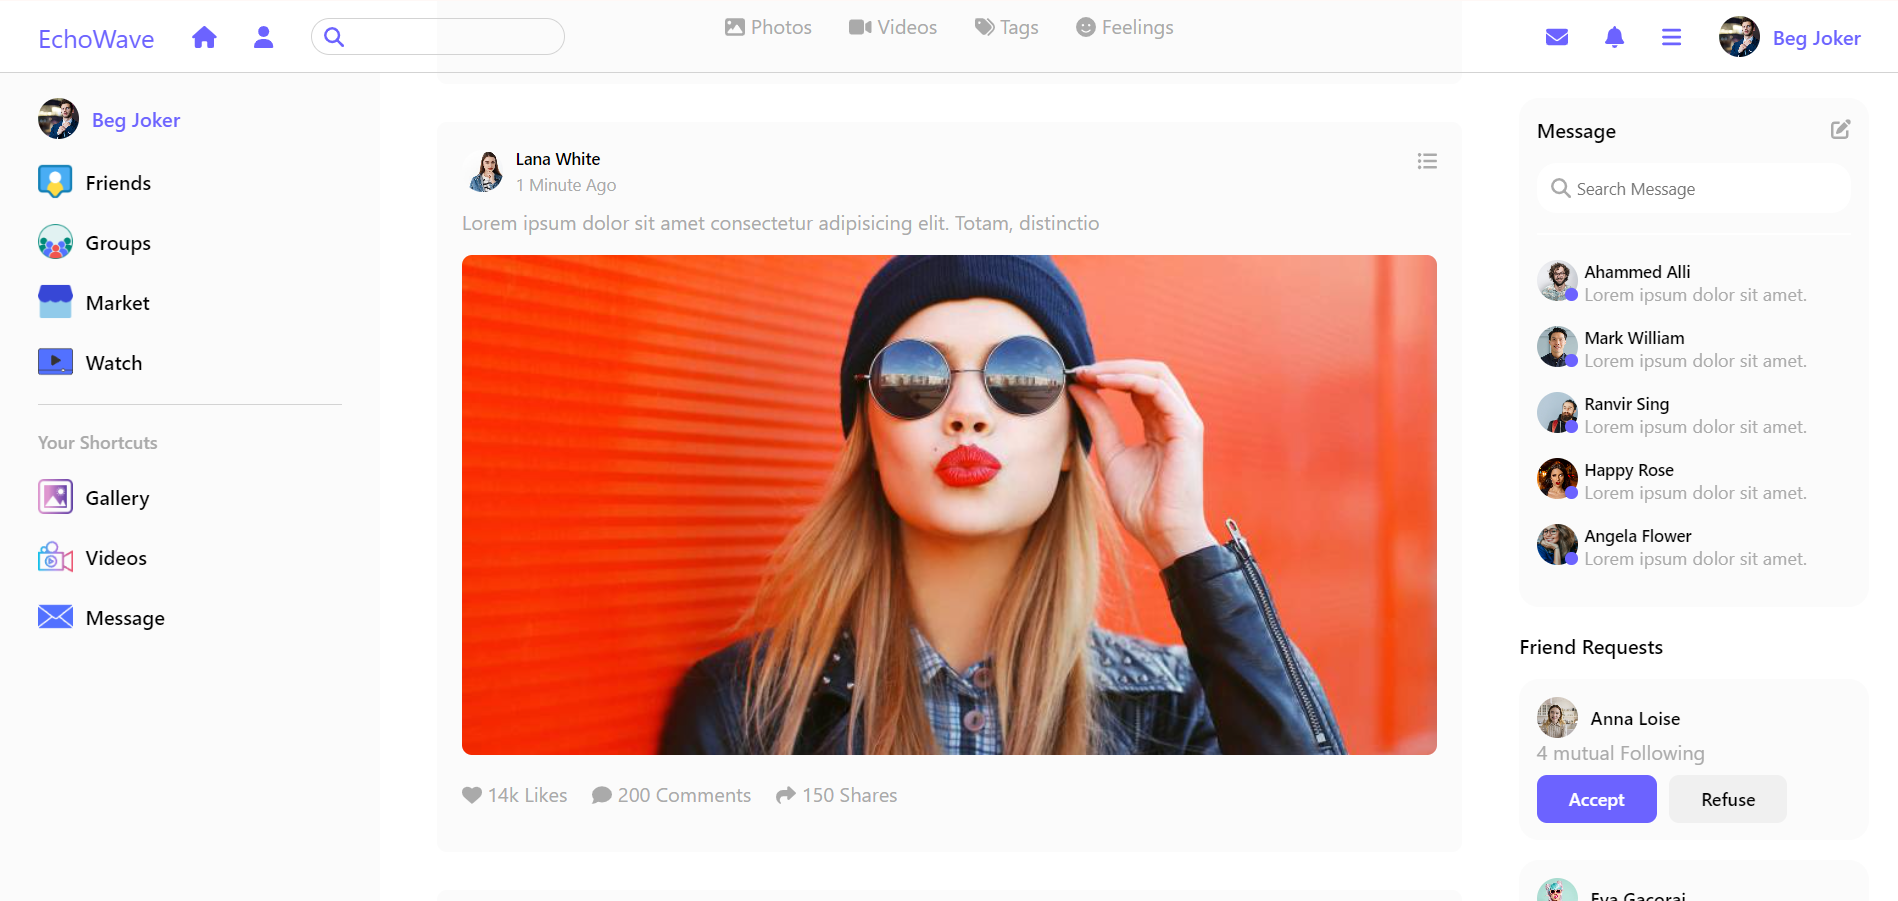 EchoWave
Photos
Videos
Tags
Feelings
Beg Joker
Beg Joker
Friends
Groups
Market
Watch
Your Shortcuts
Gallery
Videos
Message
Lana White
1 Minute Ago
Lorem ipsum dolor sit amet consectetur adipisicing elit. Totam, distinctio
14k Likes
200 Comments
150 Shares
Message
Search Message
Ahammed Alli
Lorem ipsum dolor sit amet.
Mark William
Lorem ipsum dolor sit amet.
Ranvir Sing
Lorem ipsum dolor sit amet.
Happy Rose
Lorem ipsum dolor sit amet.
Angela Flower
Lorem ipsum dolor sit amet.
Friend Requests
Anna Loise
4 mutual Following
Accept
Refuse
Eva